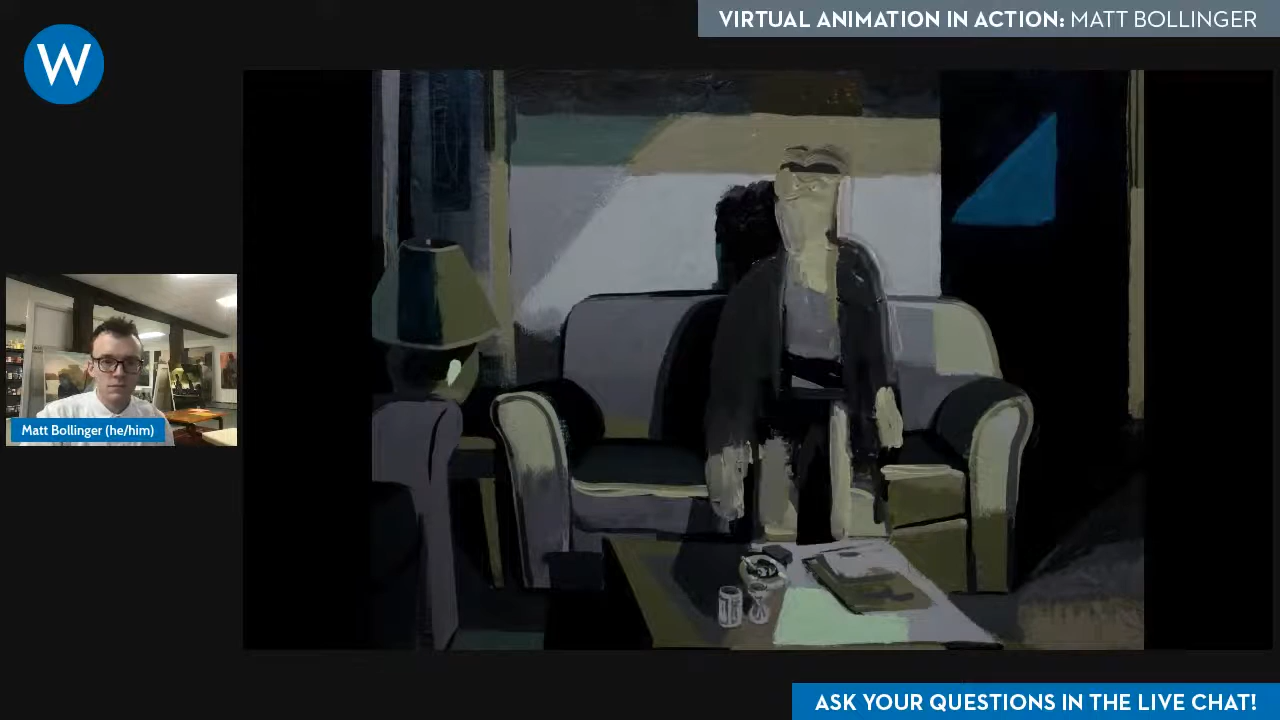 VIRTUAL ANIMATION IN ACTION: MATT BOLLINGER
W
Matt Bollinger (he/him)
ASK YOUR QUESTIONS IN THE LIVE CHAT!